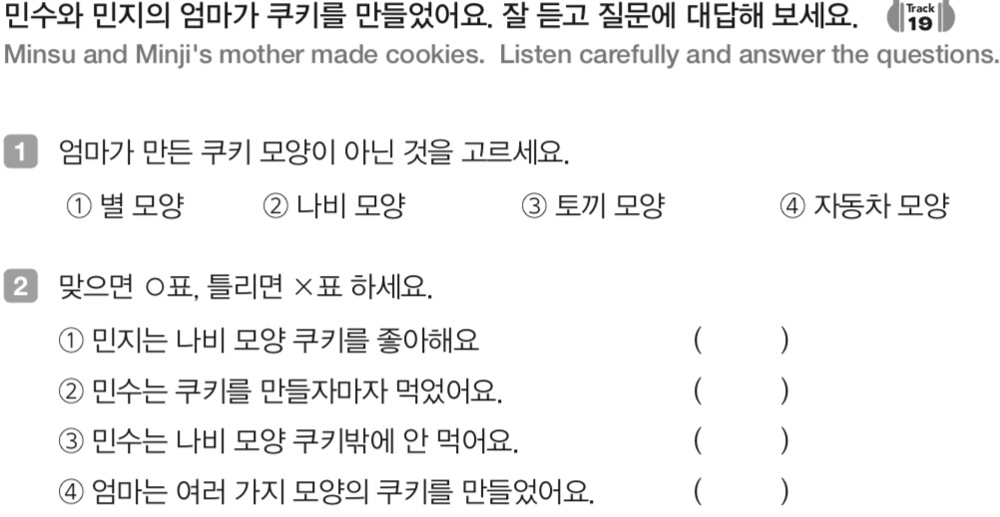 민수와 민지의 엄마가 쿠키를 만들었어요. 잘 듣고 질문에 대답해 보세요. Track 19
Minsu and Minji's mother made cookies. Listen carefully and answer the questions.
1 엄마가 만든 쿠키 모양이 아닌 것을 고르세요.
① 별 모양 ② 나비 모양 ③ 토끼 모양 ④ 자동차 모양
2 맞으면 ○표, 틀리면 ×표 하세요.
① 민지는 나비 모양 쿠키를 좋아해요 ( )
② 민수는 쿠키를 만들자마자 먹었어요. ( )
③ 민수는 나비 모양 쿠키밖에 안 먹어요. ( )
④ 엄마는 여러 가지 모양의 쿠키를 만들었어요. ( )